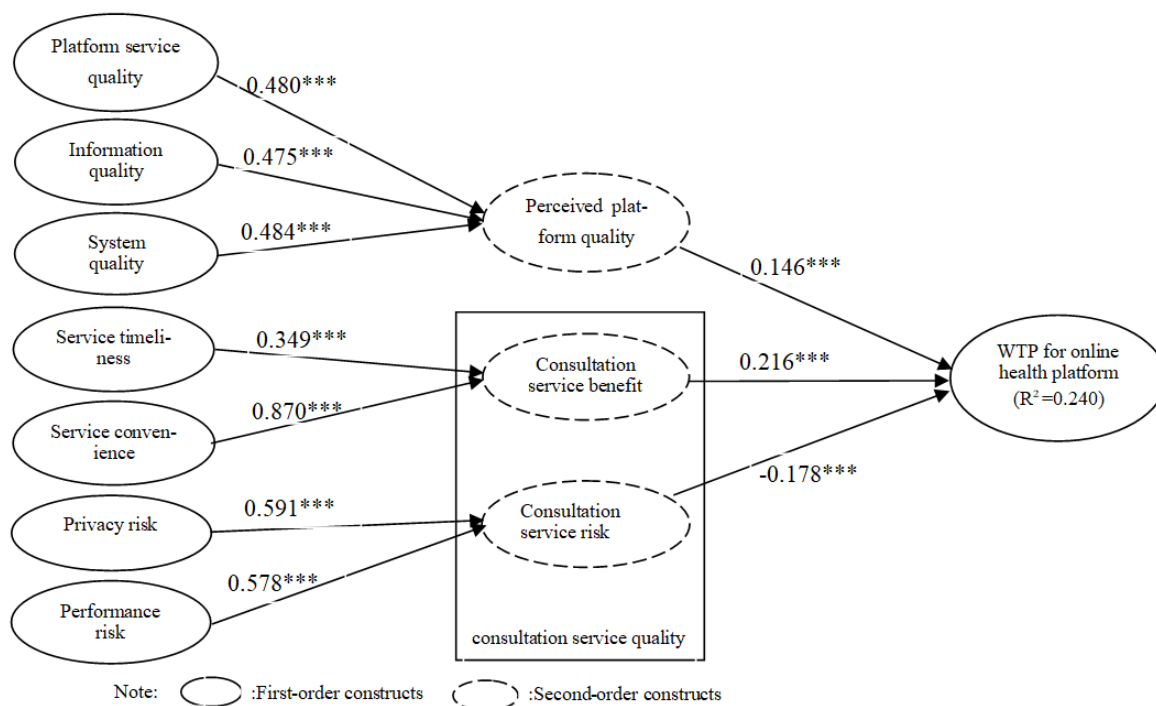 Platform service
quality
0.480***
Information
quality
0.475***
System
quality
0.484***
Perceived plat-
form quality
0.146***
Service timeli-
ness
0.349***
Service conven-
ience
0.870***
Consultation
service benefit
0.216***
WTP for online
health platform
(R²=0.240)
Privacy risk
0.591***
Performance
risk
0.578***
Consultation
service risk
-0.178***
consultation service quality
Note: :First-order constructs :Second-order constructs